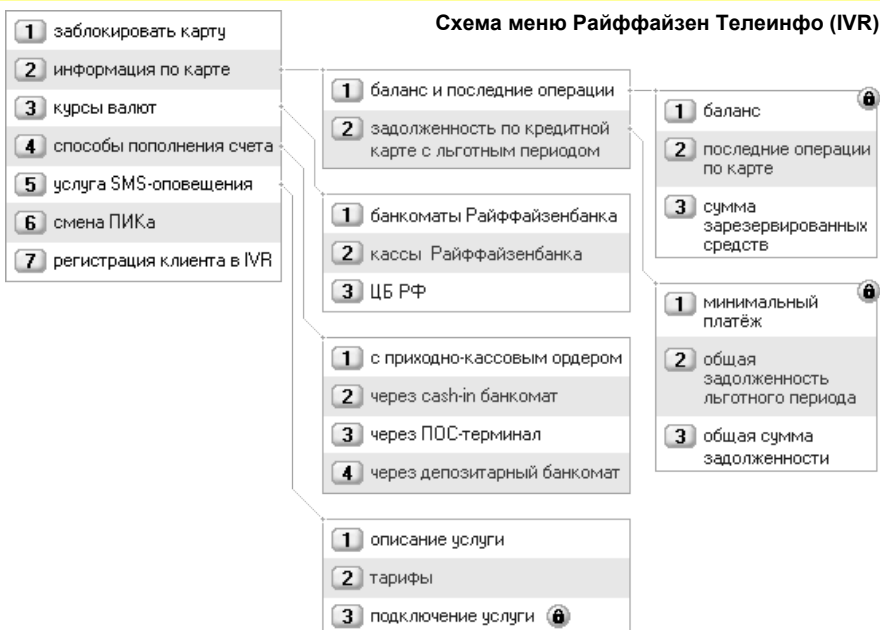 Схема меню Райффайзен Телеинфо (IVR)
1 заблокировать карту
2 информация по карте
3 курсы валют
4 способы пополнения счета
5 услуга SMS-оповещения
6 смена ПИКа
7 регистрация клиента в IVR
1 баланс и последние операции
2 задолженность по кредитной
карте с льготным периодом
1 баланс
2 последние операции
по карте
3 сумма
зарезервированных
средств
1 минимальный
платёж
2 общая
задолженность
льготного периода
3 общая сумма
задолженности
1 банкоматы Райффайзенбанка
2 кассы Райффайзенбанка
3 ЦБ РФ
1 с приходно-кассовым ордером
2 через cash-in банкомат
3 через ПОС-терминал
4 через депозитарный банкомат
1 описание услуги
2 тарифы
3 подключение услуги